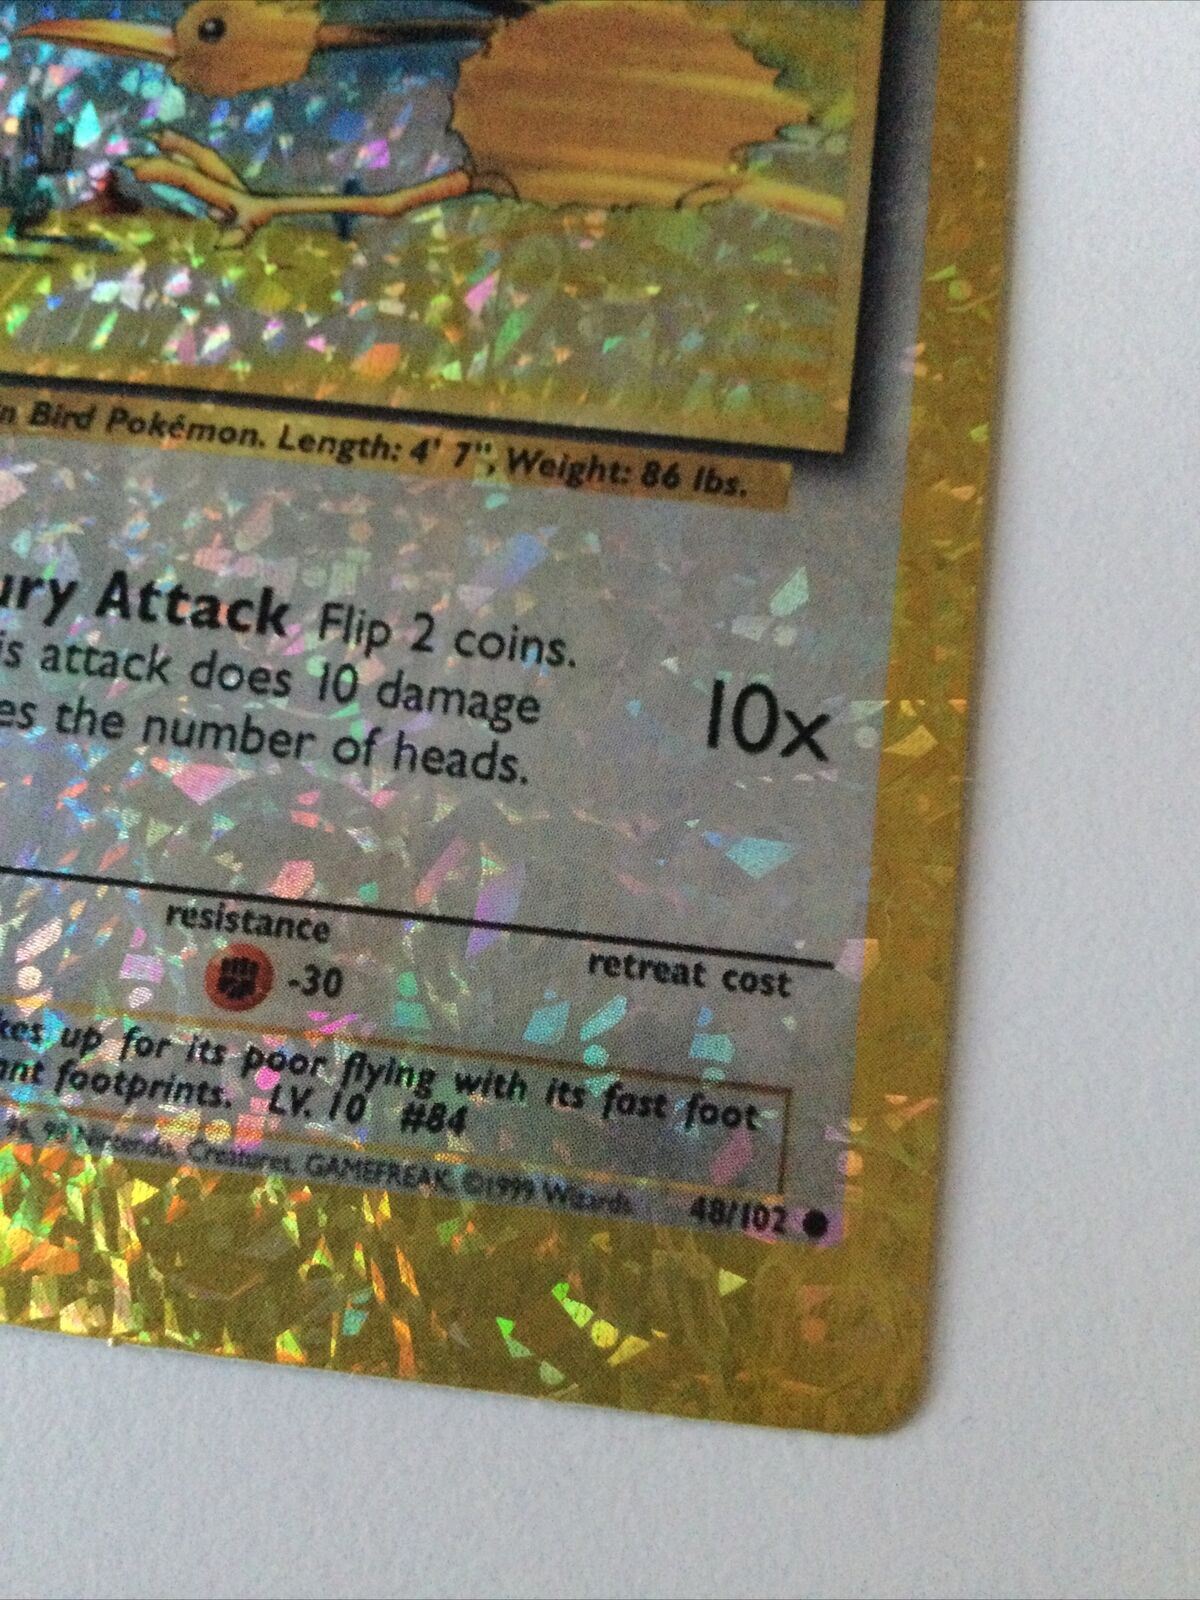 n Bird Pokémon. Length: 4' 7", Weight: 86 lbs.
ury Attack Flip 2 coins.
is attack does 10 damage
es the number of heads.
10x
resistance
-30
retreat cost
kes up for its poor flying with its fast foot
ant footprints. LV. 10 #84
96, 98 Nintendo, Creatures, GAMEFREAK. ©1999 Wizards.
48/102